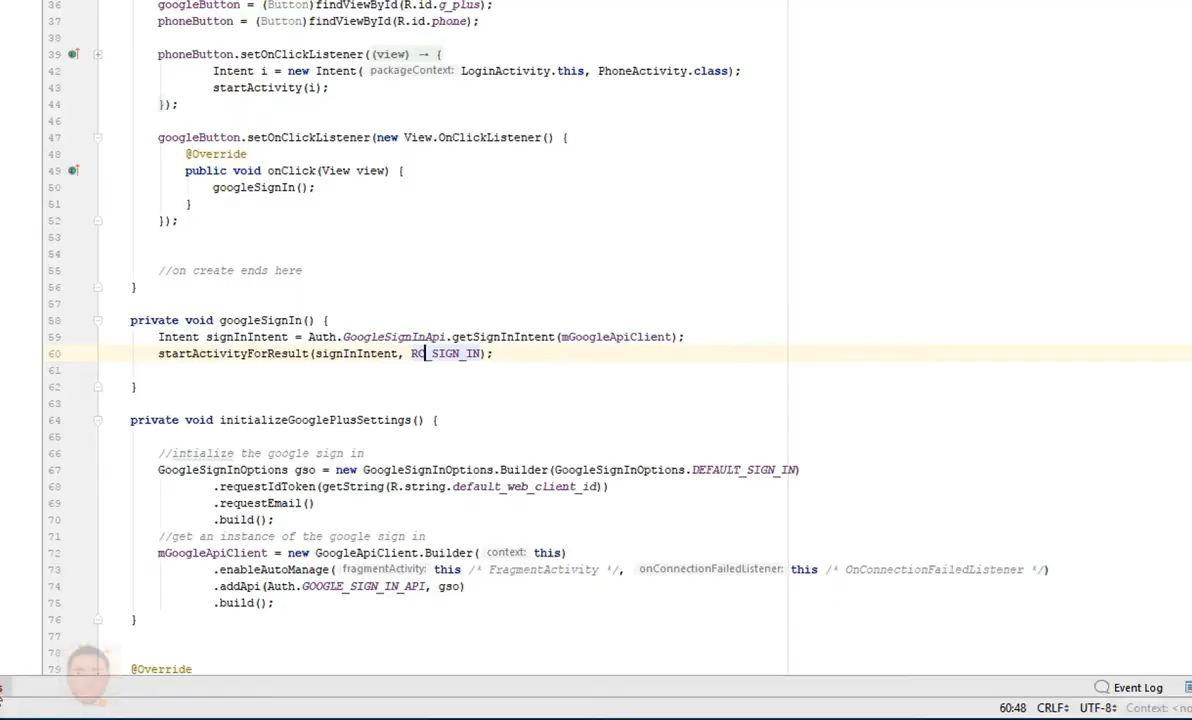 36 googleButton = (Button)findViewById(R.id.g_plus);
37 phoneButton = (Button)findViewById(R.id.phone);
38
39 phoneButton.setOnClickListener((view) → {
42 Intent i = new Intent( packageContext: LoginActivity.this, PhoneActivity.class);
43 startActivity(i);
44 });
46
47 googleButton.setOnClickListener(new View.OnClickListener() {
48 @Override
49 public void onClick(View view) {
50 googleSignIn();
51 }
52 });
53
54
55 //on create ends here
56 }
57
58 private void googleSignIn() {
59 Intent signInIntent = Auth.GoogleSignInApi.getSignInIntent(mGoogleApiClient);
60 startActivityForResult(signInIntent, RC_SIGN_IN);
61
62 }
63
64 private void initializeGooglePlusSettings() {
65
66 //intialize the google sign in
67 GoogleSignInOptions gso = new GoogleSignInOptions.Builder(GoogleSignInOptions.DEFAULT_SIGN_IN)
68 .requestIdToken(getString(R.string.default_web_client_id))
69 .requestEmail()
70 .build();
71 //get an instance of the google sign in
72 mGoogleApiClient = new GoogleApiClient.Builder( context: this)
73 .enableAutoManage( fragmentActivity: this /* FragmentActivity */, onConnectionFailedListener: this /* OnConnectionFailedListener */)
74 .addApi(Auth.GOOGLE_SIGN_IN_API, gso)
75 .build();
76 }
77
78
79 @Override
Event Log
60:48 CRLF UTF-8 Context: